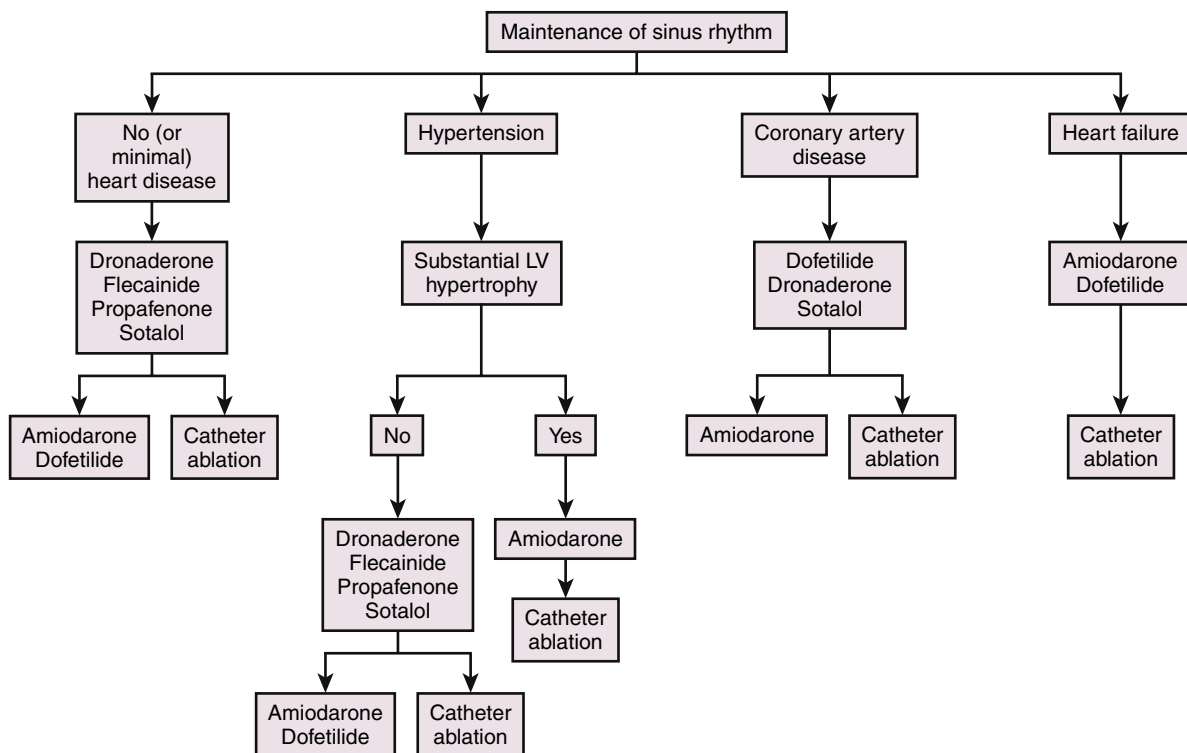 Maintenance of sinus rhythm
No (or
minimal)
heart disease
Hypertension
Coronary artery
disease
Heart failure
Dronaderone
Flecainide
Propafenone
Sotalol
Substantial LV
hypertrophy
Dofetilide
Dronaderone
Sotalol
Amiodarone
Dofetilide
Amiodarone
Dofetilide
Catheter
ablation
No
Yes
Amiodarone
Catheter
ablation
Catheter
ablation
Dronaderone
Flecainide
Propafenone
Sotalol
Amiodarone
Catheter
ablation
Amiodarone
Dofetilide
Catheter
ablation